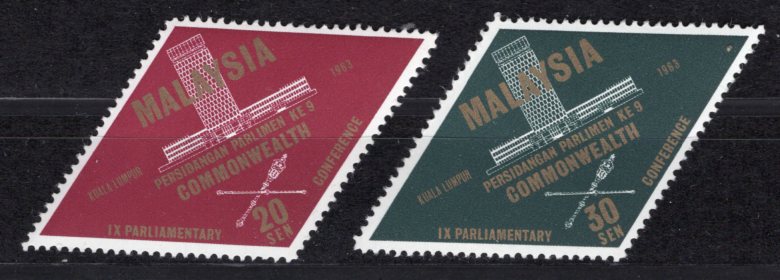 MALAYSIA
1963
PERSIDANGAN PARLIMEN KE 9
COMMONWEALTH
KUALA LUMPUR
CONFERENCE
20
SEN
IX PARLIAMENTARY
MALAYSIA
1963
PERSIDANGAN PARLIMEN KE 9
COMMONWEALTH
KUALA LUMPUR
CONFERENCE
30
SEN
IX PARLIAMENTARY